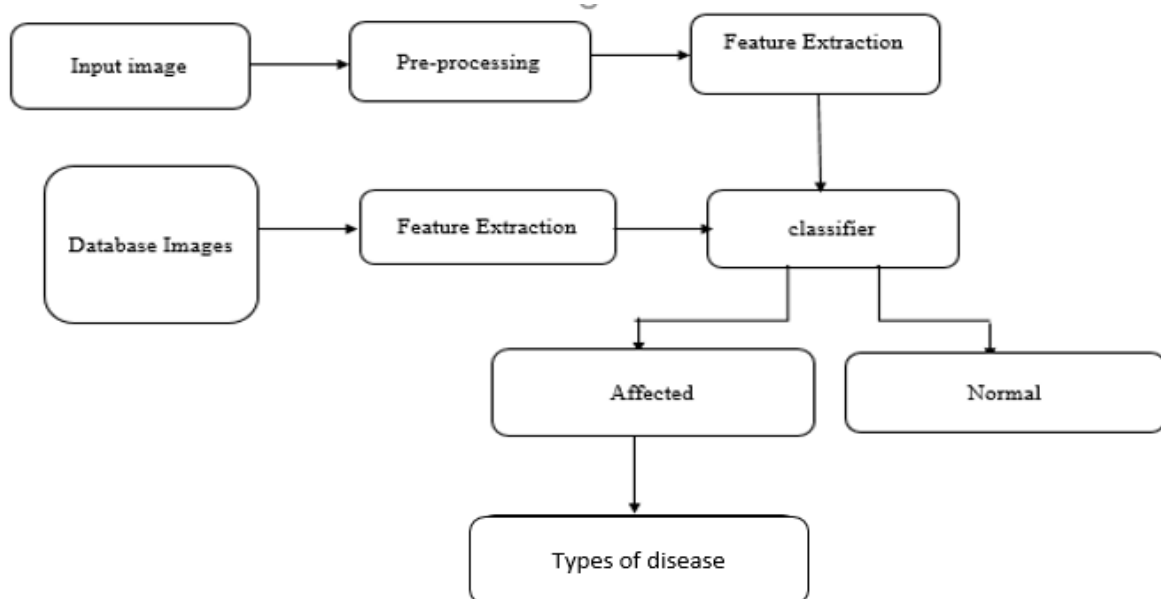 Input image
Pre-processing
Feature Extraction
Database Images
Feature Extraction
classifier
Affected
Normal
Types of disease